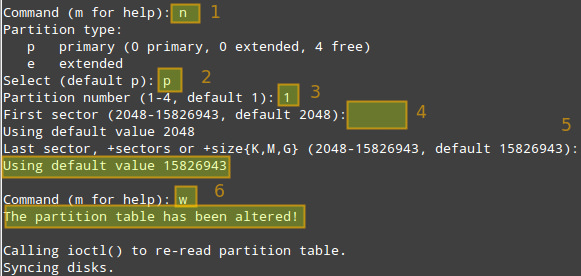 Command (m for help): n 1
Partition type:
p primary (0 primary, 0 extended, 4 free)
e extended
Select (default p): p 2
Partition number (1-4, default 1): 1 3
First sector (2048-15826943, default 2048): 4
Using default value 2048 5
Last sector, +sectors or +size{K,M,G} (2048-15826943, default 15826943):
Using default value 15826943
Command (m for help): w 6
The partition table has been altered!
Calling ioctl() to re-read partition table.
Syncing disks.